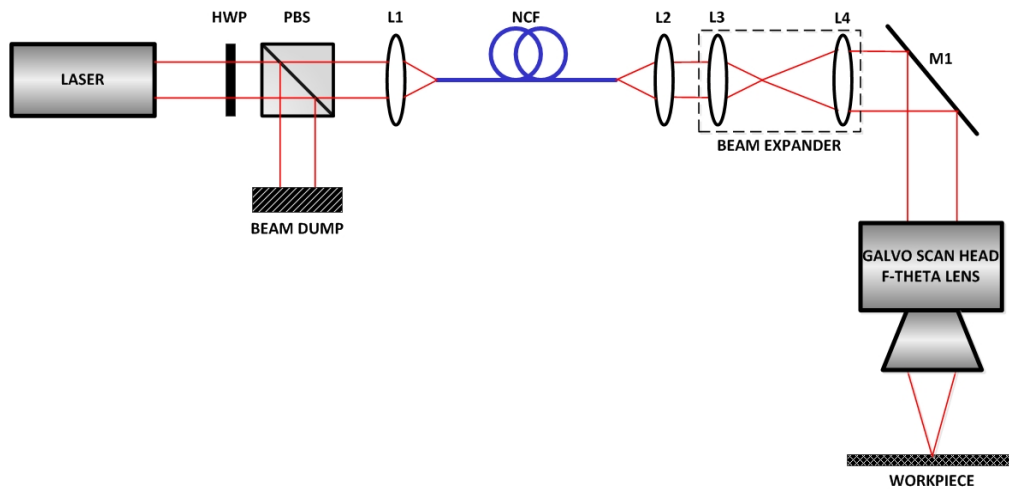 HWP
PBS
L1
NCF
L2
L3
L4
M1
LASER
BEAM EXPANDER
BEAM DUMP
GALVO SCAN HEAD
F-THETA LENS
WORKPIECE